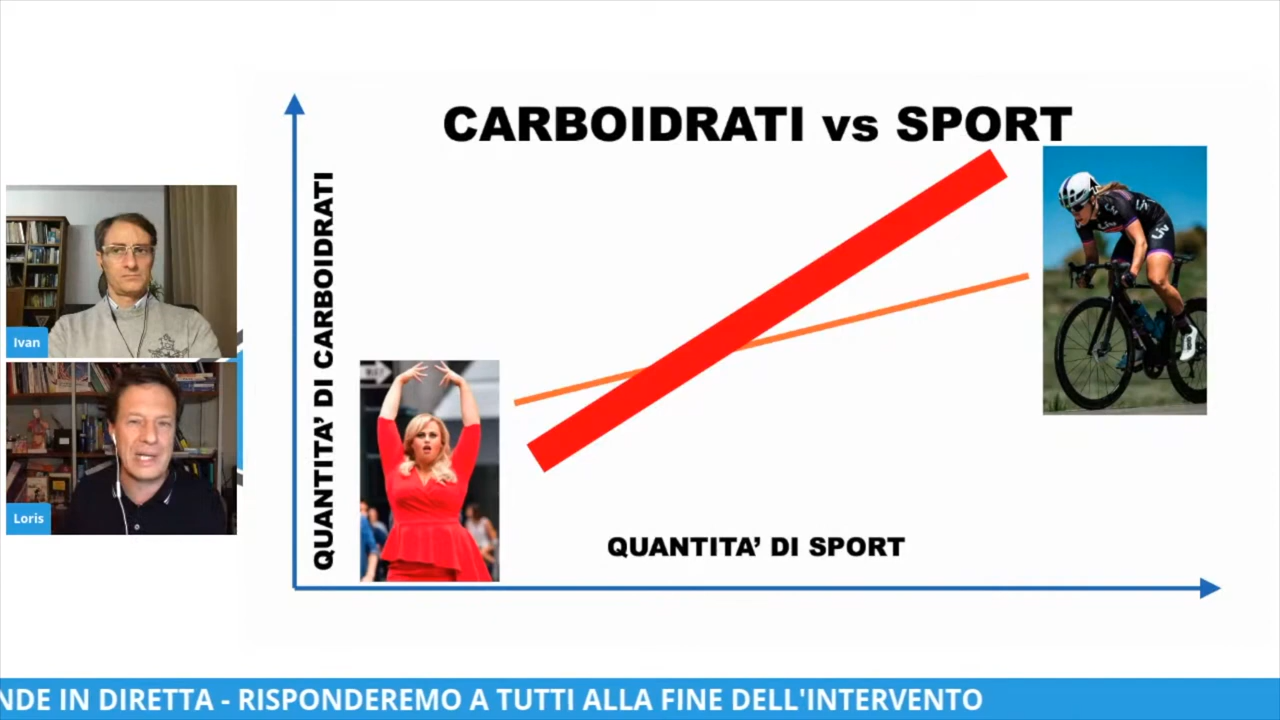 CARBOIDRATI vs SPORT
QUANTITA' DI CARBOIDRATI
Ivan
Loris
QUANTITA' DI SPORT
NDE IN DIRETTA - RISPONDEREMO A TUTTI ALLA FINE DELL'INTERVENTO